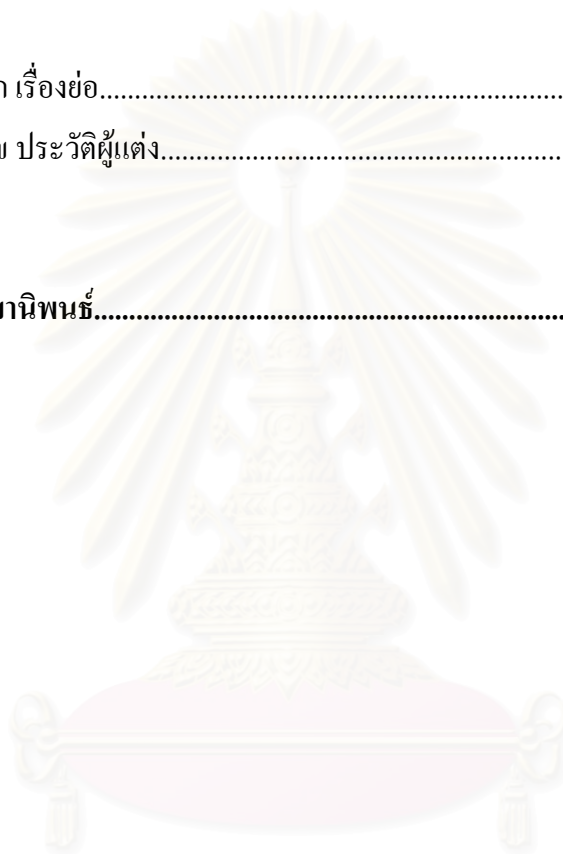 เรื่องย่อ................................................................
ประวัติผู้แต่ง........................................................
านิพนธ์..................................................................